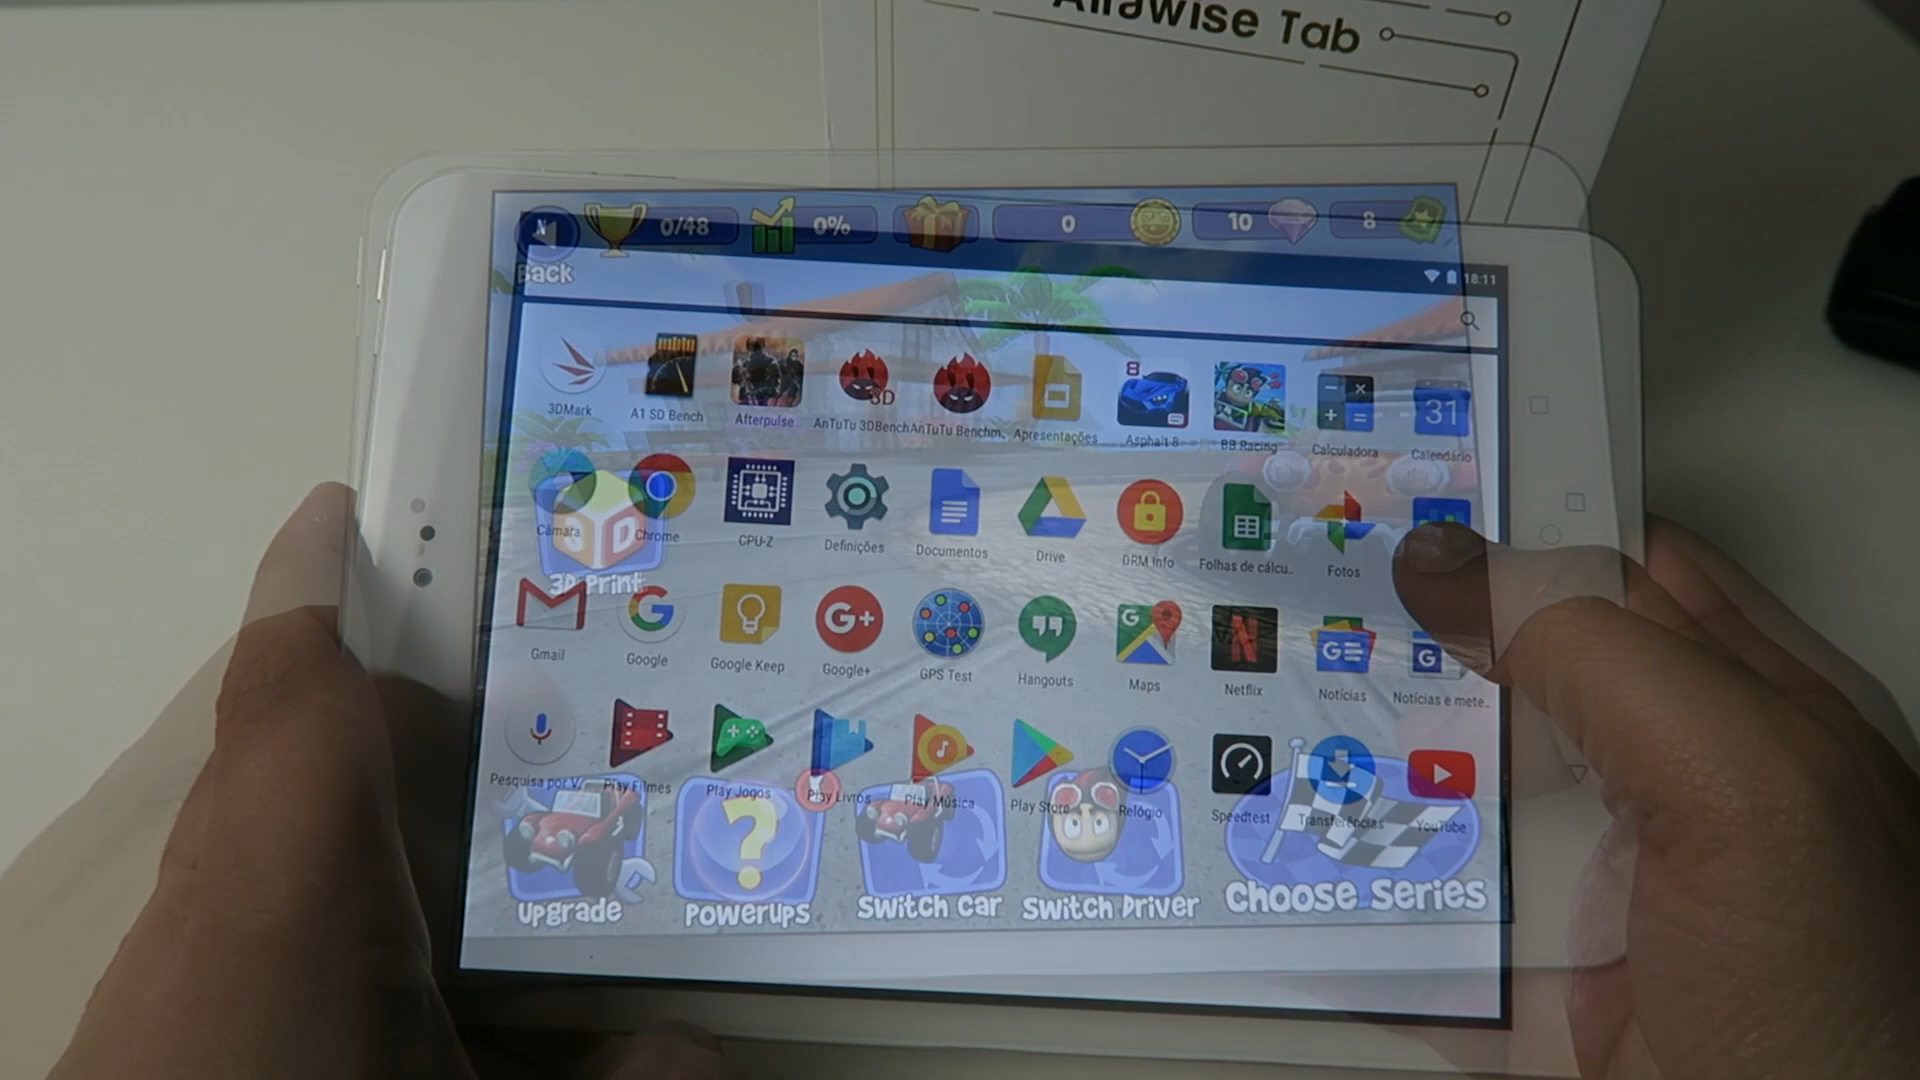 Alfawise Tab
0/48 0% 0 10 8
Back
18:11
3DMark A1 SD Bench Afterpulse AnTuTu 3DBench AnTuTu Benchm.. Apresentações Asphalt 8 BB Racing Calculadora Calendário
31
Câmara Chrome CPU-Z Definições Documentos Drive DRM Info Folhas de cálcu.. Fotos
3D Print
Gmail Google Google Keep Google+ GPS Test Hangouts Maps Netflix Notícias Notícias e mete..
Pesquisa por V.. Play Filmes Play Jogos Play Livros Play Música Play Store Relógio Speedtest Transferências YouTube
Upgrade Powerups Switch Car Switch Driver Choose Series